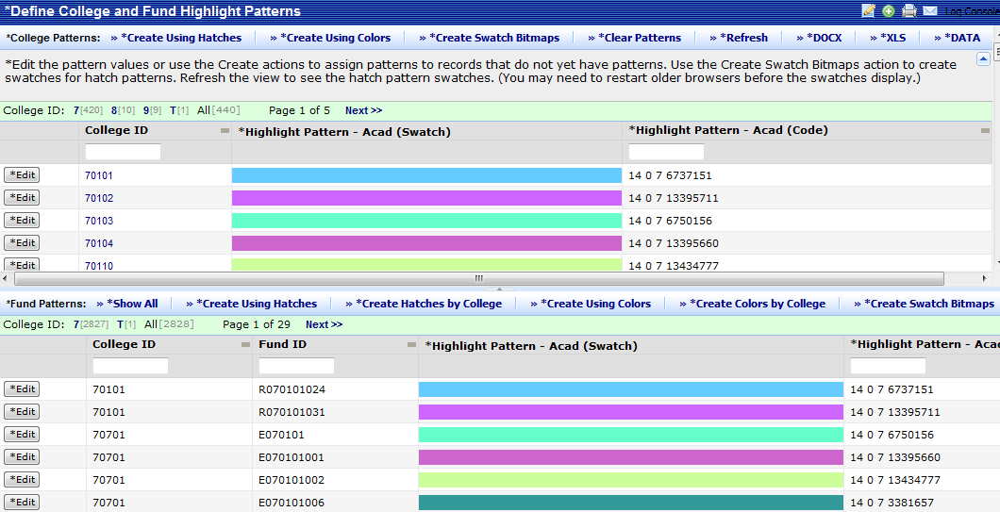 *Define College and Fund Highlight Patterns Log Console
*College Patterns: » *Create Using Hatches » *Create Using Colors » *Create Swatch Bitmaps » *Clear Patterns » *Refresh » *DOCX » *XLS » *DATA
*Edit the pattern values or use the Create actions to assign patterns to records that do not yet have patterns. Use the Create Swatch Bitmaps action to create
swatches for hatch patterns. Refresh the view to see the hatch pattern swatches. (You may need to restart older browsers before the swatches display.)
College ID: 7[420] 8[10] 9[9] T[1] All[440] Page 1 of 5 Next >>
College ID *Highlight Pattern - Acad (Swatch) *Highlight Pattern - Acad (Code)
*Edit 70101 14 0 7 6737151
*Edit 70102 14 0 7 13395711
*Edit 70103 14 0 7 6750156
*Edit 70104 14 0 7 13395660
*Edit 70110 14 0 7 13434777
*Fund Patterns: » *Show All » *Create Using Hatches » *Create Hatches by College » *Create Using Colors » *Create Colors by College » *Create Swatch Bitmaps
College ID: 7[2827] T[1] All[2828] Page 1 of 29 Next >>
College ID Fund ID *Highlight Pattern - Acad (Swatch) *Highlight Pattern - Acad
*Edit 70101 R070101024 14 0 7 6737151
*Edit 70101 R070101031 14 0 7 13395711
*Edit 70701 E070101 14 0 7 6750156
*Edit 70701 E070101001 14 0 7 13395660
*Edit 70701 E070101002 14 0 7 13434777
*Edit 70701 E070101006 14 0 7 3381657